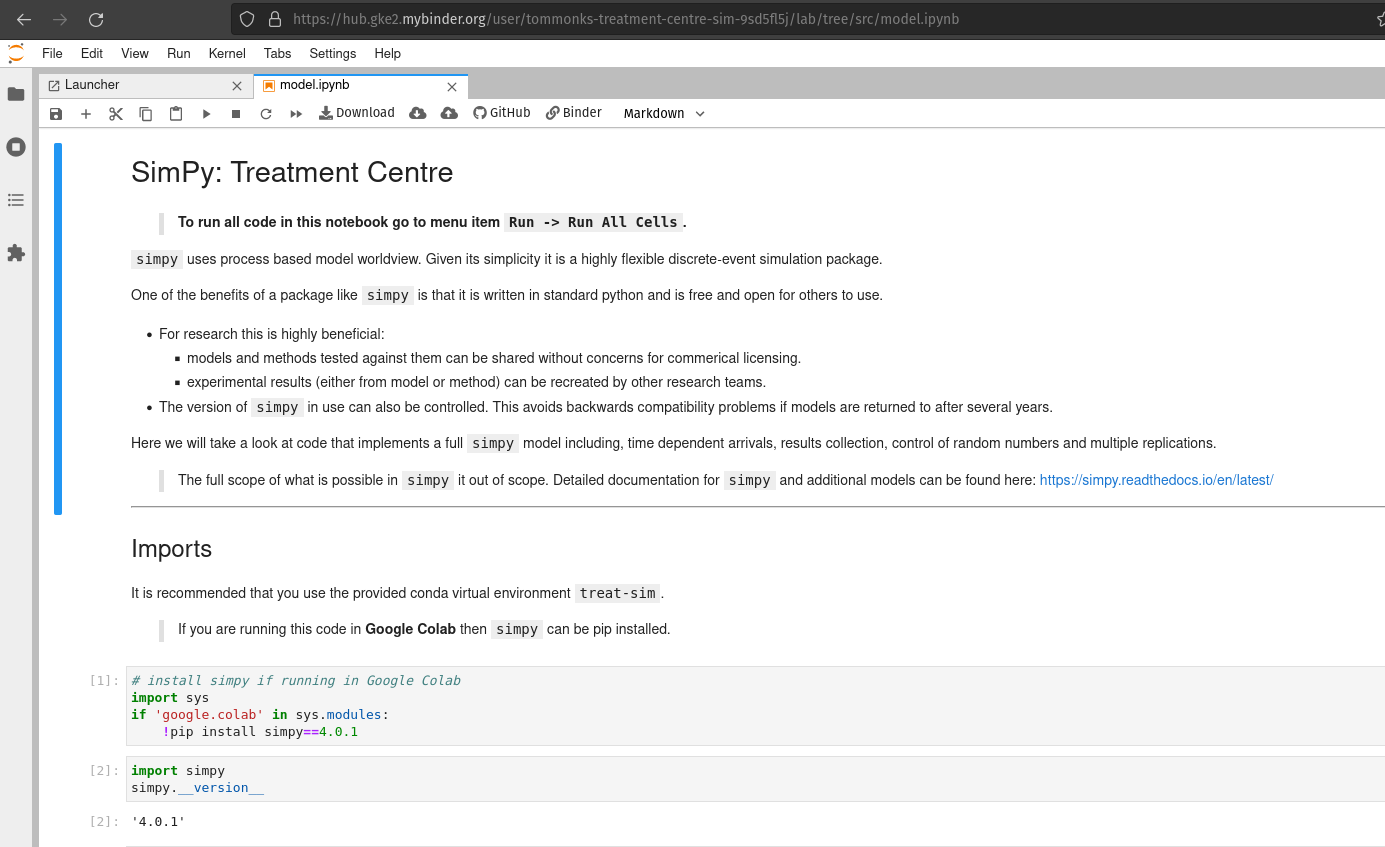 https://hub.gke2.mybinder.org/user/tommonks-treatment-centre-sim-9sd5fl5j/lab/tree/src/model.ipynb
File Edit View Run Kernel Tabs Settings Help
Launcher model.ipynb
Download GitHub Binder Markdown
SimPy: Treatment Centre
To run all code in this notebook go to menu item Run -> Run All Cells.
simpy uses process based model worldview. Given its simplicity it is a highly flexible discrete-event simulation package.
One of the benefits of a package like simpy is that it is written in standard python and is free and open for others to use.
• For research this is highly beneficial:
▪ models and methods tested against them can be shared without concerns for commerical licensing.
▪ experimental results (either from model or method) can be recreated by other research teams.
• The version of simpy in use can also be controlled. This avoids backwards compatibility problems if models are returned to after several years.
Here we will take a look at code that implements a full simpy model including, time dependent arrivals, results collection, control of random numbers and multiple replications.
The full scope of what is possible in simpy it out of scope. Detailed documentation for simpy and additional models can be found here: https://simpy.readthedocs.io/en/latest/
Imports
It is recommended that you use the provided conda virtual environment treat-sim.
If you are running this code in Google Colab then simpy can be pip installed.
[1]: # install simpy if running in Google Colab
import sys
if 'google.colab' in sys.modules:
!pip install simpy==4.0.1
[2]: import simpy
simpy.__version__
[2]: '4.0.1'